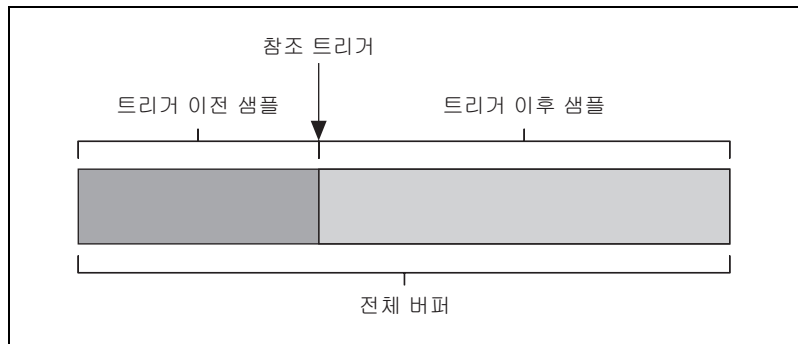 참조 트리거
트리거 이전 샘플
트리거 이후 샘플
전체 버퍼